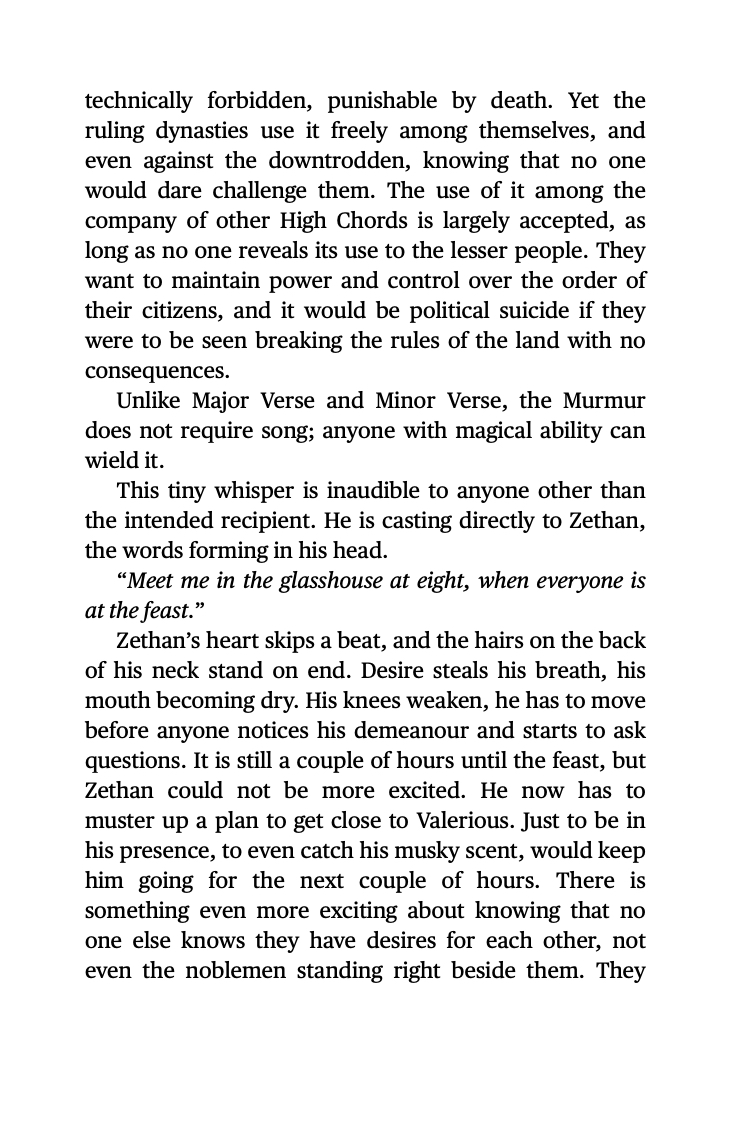 technically forbidden, punishable by death. Yet the
ruling dynasties use it freely among themselves, and
even against the downtrodden, knowing that no one
would dare challenge them. The use of it among the
company of other High Chords is largely accepted, as
long as no one reveals its use to the lesser people. They
want to maintain power and control over the order of
their citizens, and it would be political suicide if they
were to be seen breaking the rules of the land with no
consequences.
Unlike Major Verse and Minor Verse, the Murmur
does not require song; anyone with magical ability can
wield it.
This tiny whisper is inaudible to anyone other than
the intended recipient. He is casting directly to Zethan,
the words forming in his head.
“Meet me in the glasshouse at eight, when everyone is
at the feast.”
Zethan’s heart skips a beat, and the hairs on the back
of his neck stand on end. Desire steals his breath, his
mouth becoming dry. His knees weaken, he has to move
before anyone notices his demeanour and starts to ask
questions. It is still a couple of hours until the feast, but
Zethan could not be more excited. He now has to
muster up a plan to get close to Valerious. Just to be in
his presence, to even catch his musky scent, would keep
him going for the next couple of hours. There is
something even more exciting about knowing that no
one else knows they have desires for each other, not
even the noblemen standing right beside them. They